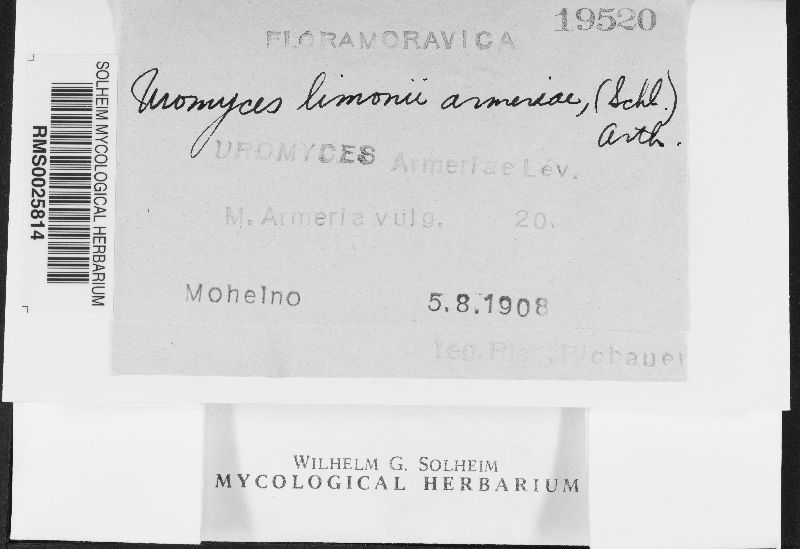 19520
FLORA MORAVICA
Uromyces limonii armeriae, (Schl.)
Arth.
UROMYCES Armeriae Lév.
M. Armeria vulg. 20.
Mohelno 5.8.1908
leg. Picbauer
SOLHEIM MYCOLOGICAL HERBARIUM
RMS0025814
WILHELM G. SOLHEIM
MYCOLOGICAL HERBARIUM